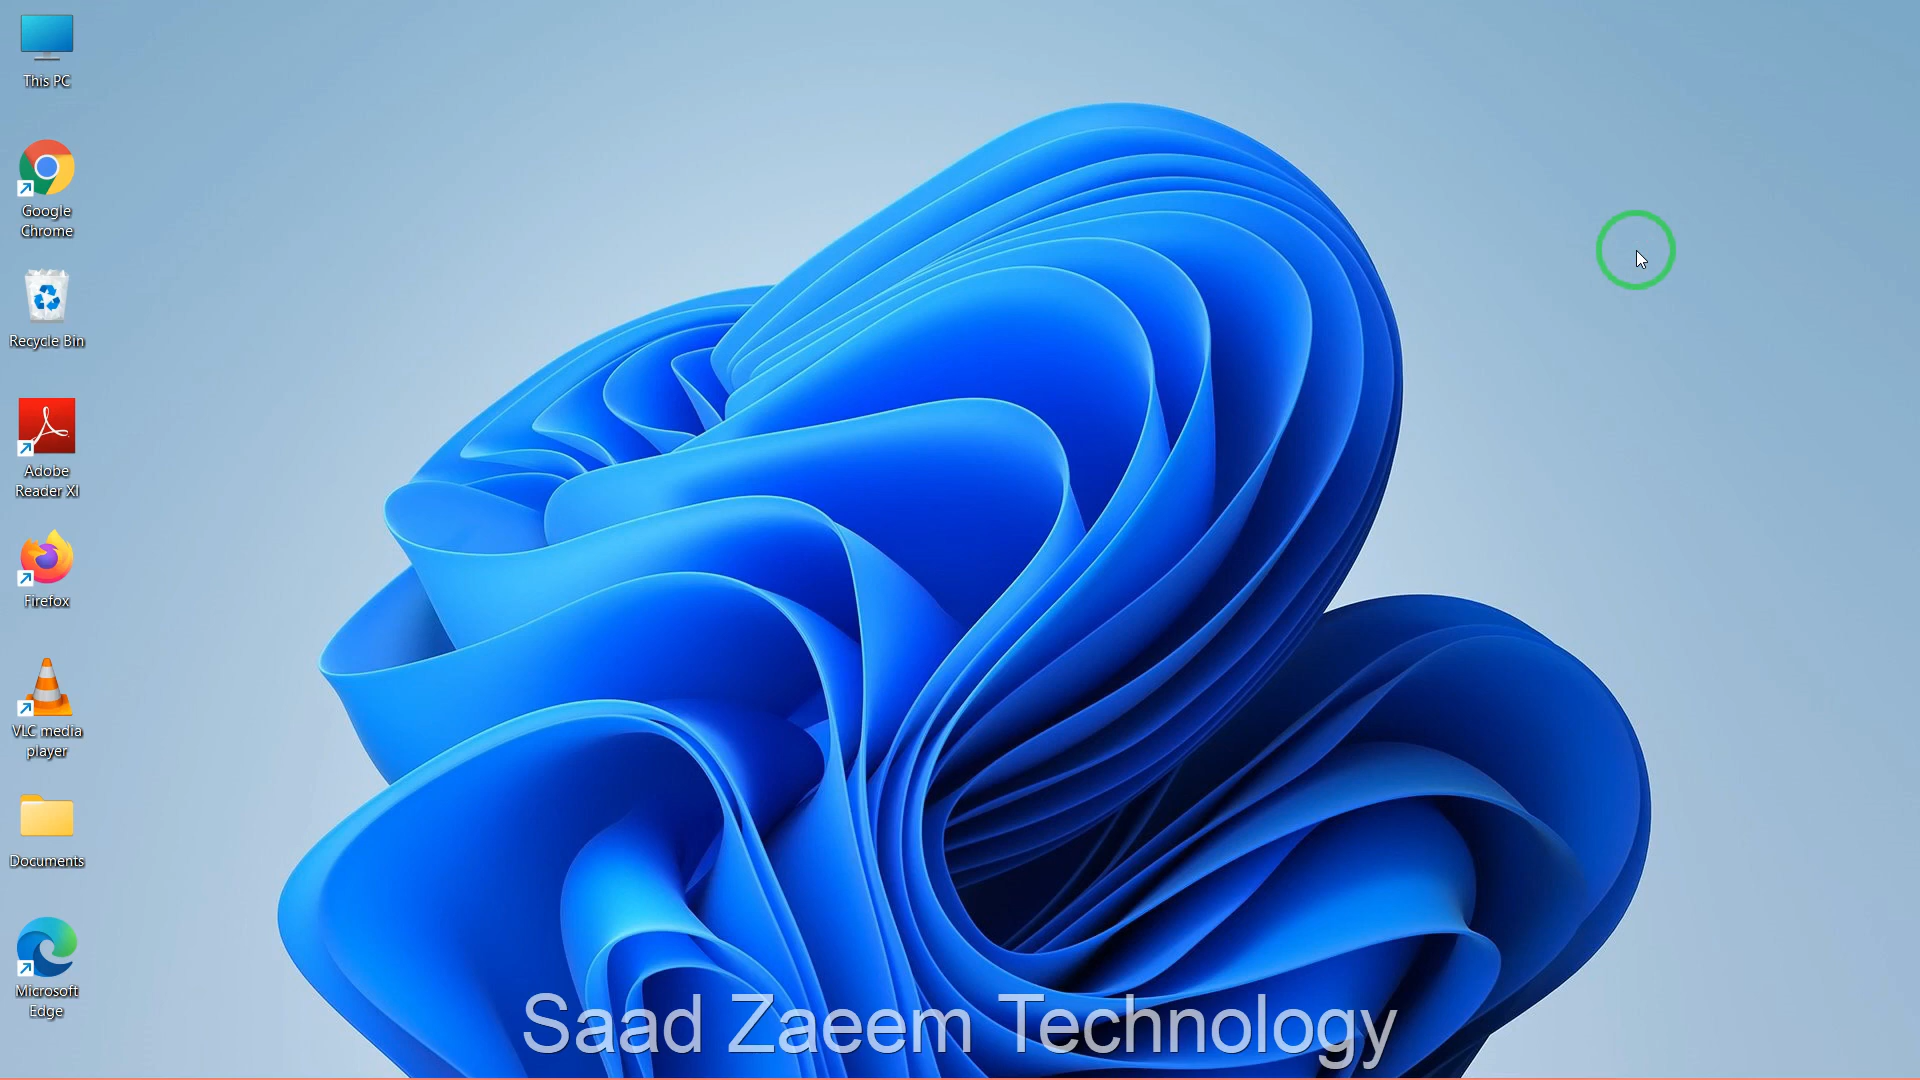 This PC
Google
Chrome
Recycle Bin
Adobe
Reader XI
Firefox
VLC media
player
Documents
Microsoft
Edge
Saad Zaeem Technology